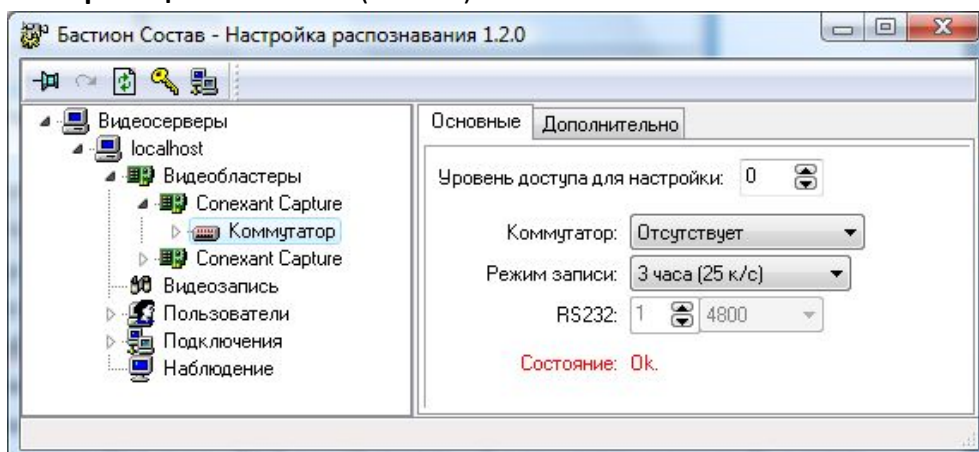 Бастион Состав - Настройка распознавания 1.2.0
Видеосерверы
localhost
Видеобластеры
Conexant Capture
Коммутатор
Conexant Capture
Видеозапись
Пользователи
Подключения
Наблюдение
Основные
Дополнительно
Уровень доступа для настройки: 0
Коммутатор: Отсутствует
Режим записи: 3 часа (25 к/с)
RS232: 1 4800
Состояние: Ok.